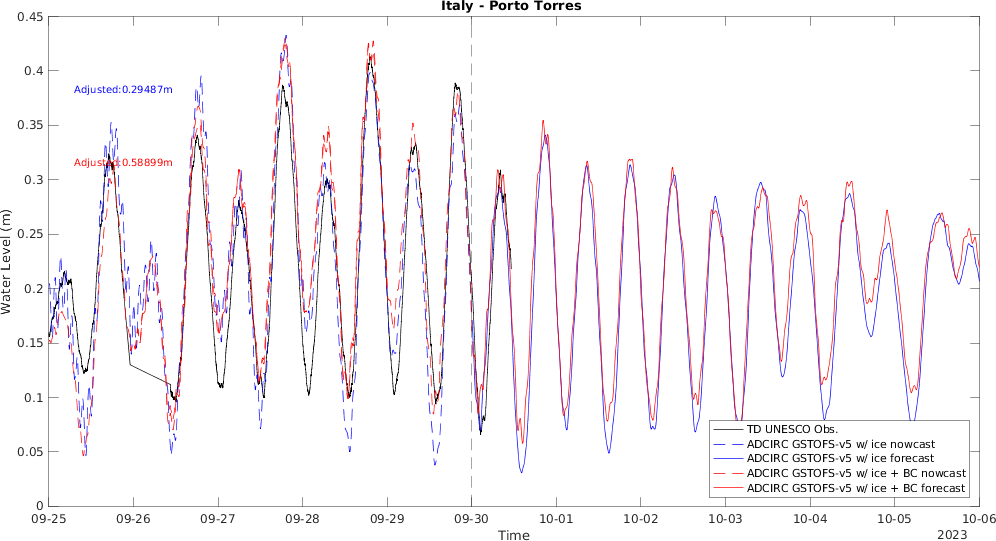 Italy - Porto Torres
0.45
0.4
0.35
0.3
0.25
0.2
0.15
0.1
0.05
0
Water Level (m)
Adjusted:0.29487m
Adjusted:0.58899m
TD UNESCO Obs.
ADCIRC GSTOFS-v5 w/ ice nowcast
ADCIRC GSTOFS-v5 w/ ice forecast
ADCIRC GSTOFS-v5 w/ ice + BC nowcast
ADCIRC GSTOFS-v5 w/ ice + BC forecast
09-25 09-26 09-27 09-28 09-29 09-30 10-01 10-02 10-03 10-04 10-05 10-06
Time
2023